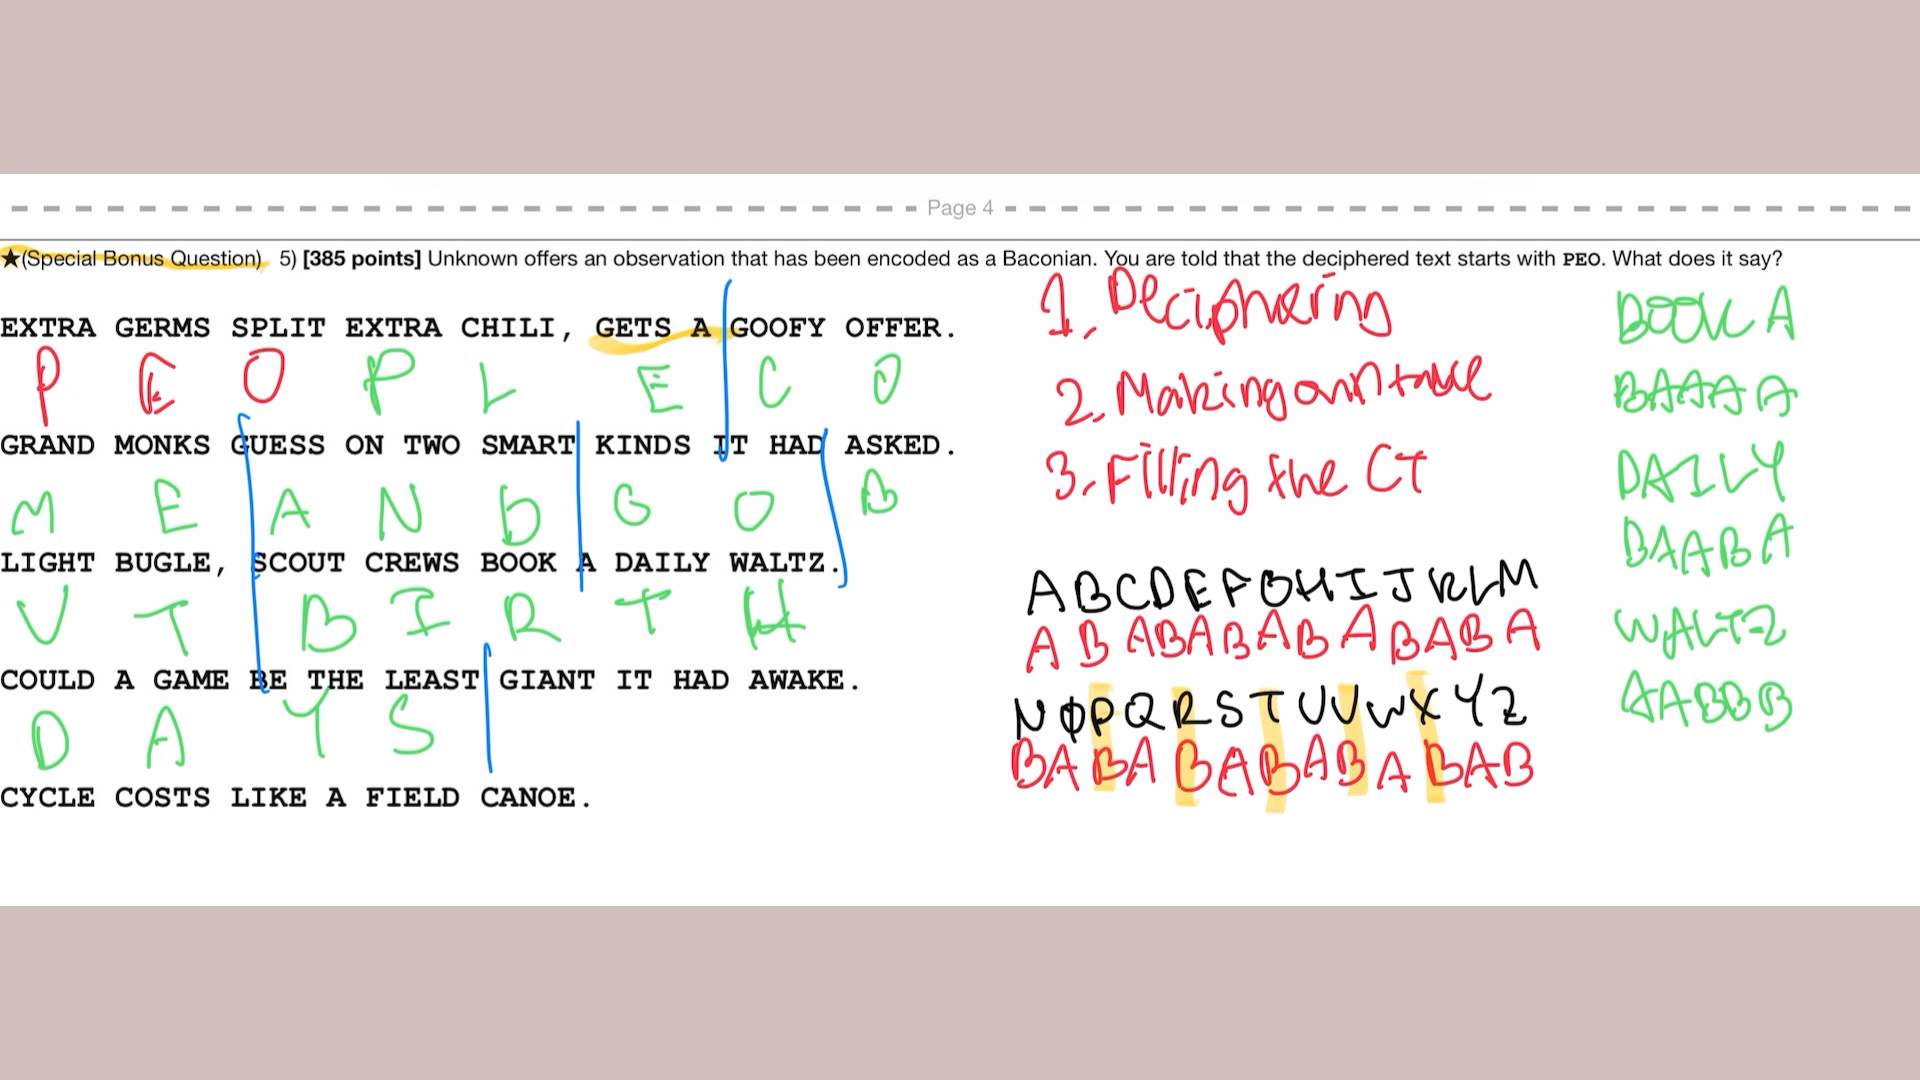 Page 4
★(Special Bonus Question) 5) [385 points] Unknown offers an observation that has been encoded as a Baconian. You are told that the deciphered text starts with PEO. What does it say?
EXTRA GERMS SPLIT EXTRA CHILI, GETS A GOOFY OFFER.
P E O P L E C O
GRAND MONKS GUESS ON TWO SMART KINDS IT HAD ASKED.
M E A N D G O B
LIGHT BUGLE, SCOUT CREWS BOOK A DAILY WALTZ.
U T B I R T H
COULD A GAME BE THE LEAST GIANT IT HAD AWAKE.
D A Y S
CYCLE COSTS LIKE A FIELD CANOE.
1. Deciphering
2. Making an table
3. Filling the CT
A B C D E F G H I J K L M
A B A B A B A B A B A B A
N O P Q R S T U V W X Y Z
B A B A B A B A B A B A B
BOOK A
BAAAA
DAILY
BAABA
WALTZ
AABBB